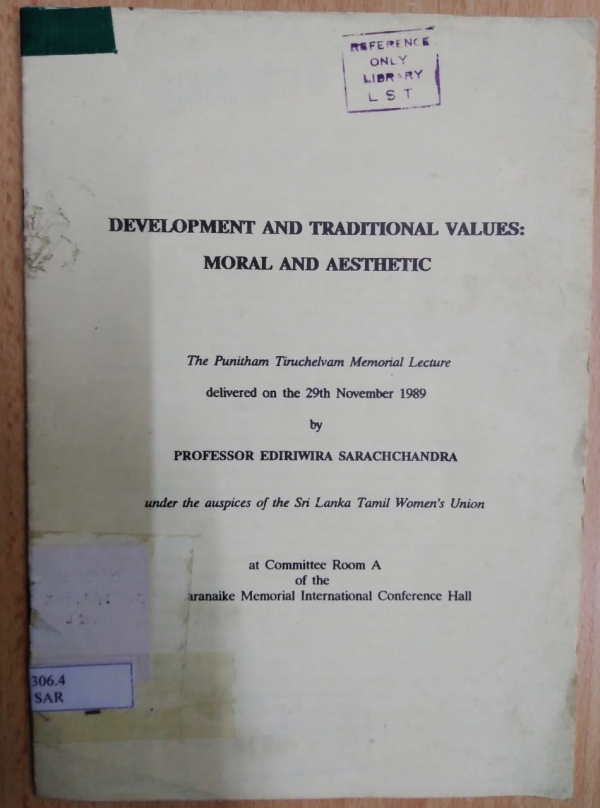 REFERENCE
ONLY
LIBRARY
L S T
DEVELOPMENT AND TRADITIONAL VALUES:
MORAL AND AESTHETIC
The Punitham Tiruchelvam Memorial Lecture
delivered on the 29th November 1989
by
PROFESSOR EDIRIWIRA SARACHCHANDRA
under the auspices of the Sri Lanka Tamil Women's Union
at Committee Room A
of the
aranaike Memorial International Conference Hall
306.4
SAR